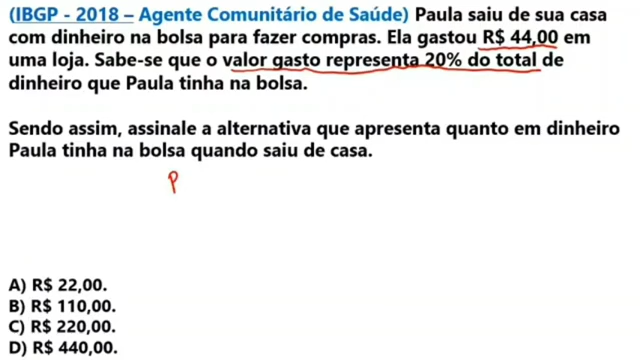 (IBGP - 2018 – Agente Comunitário de Saúde) Paula saiu de sua casa
com dinheiro na bolsa para fazer compras. Ela gastou R$ 44,00 em
uma loja. Sabe-se que o valor gasto representa 20% do total de
dinheiro que Paula tinha na bolsa.
Sendo assim, assinale a alternativa que apresenta quanto em dinheiro
Paula tinha na bolsa quando saiu de casa.
P
A) R$ 22,00.
B) R$ 110,00.
C) R$ 220,00.
D) R$ 440,00.